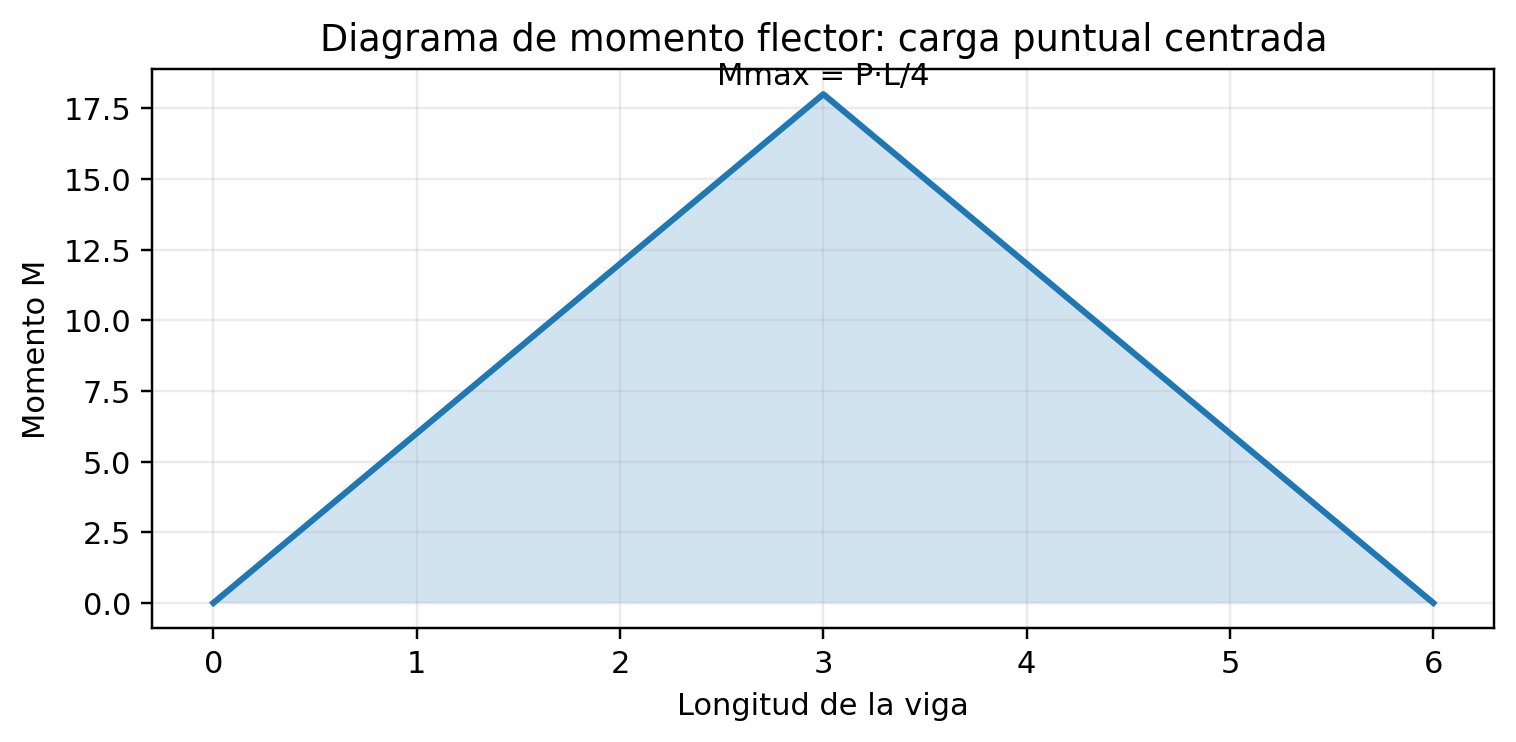 Diagrama de momento flector: carga puntual centrada
Mmax = P·L/4
17.5
15.0
12.5
10.0
7.5
5.0
2.5
0.0
Momento M
0 1 2 3 4 5 6
Longitud de la viga